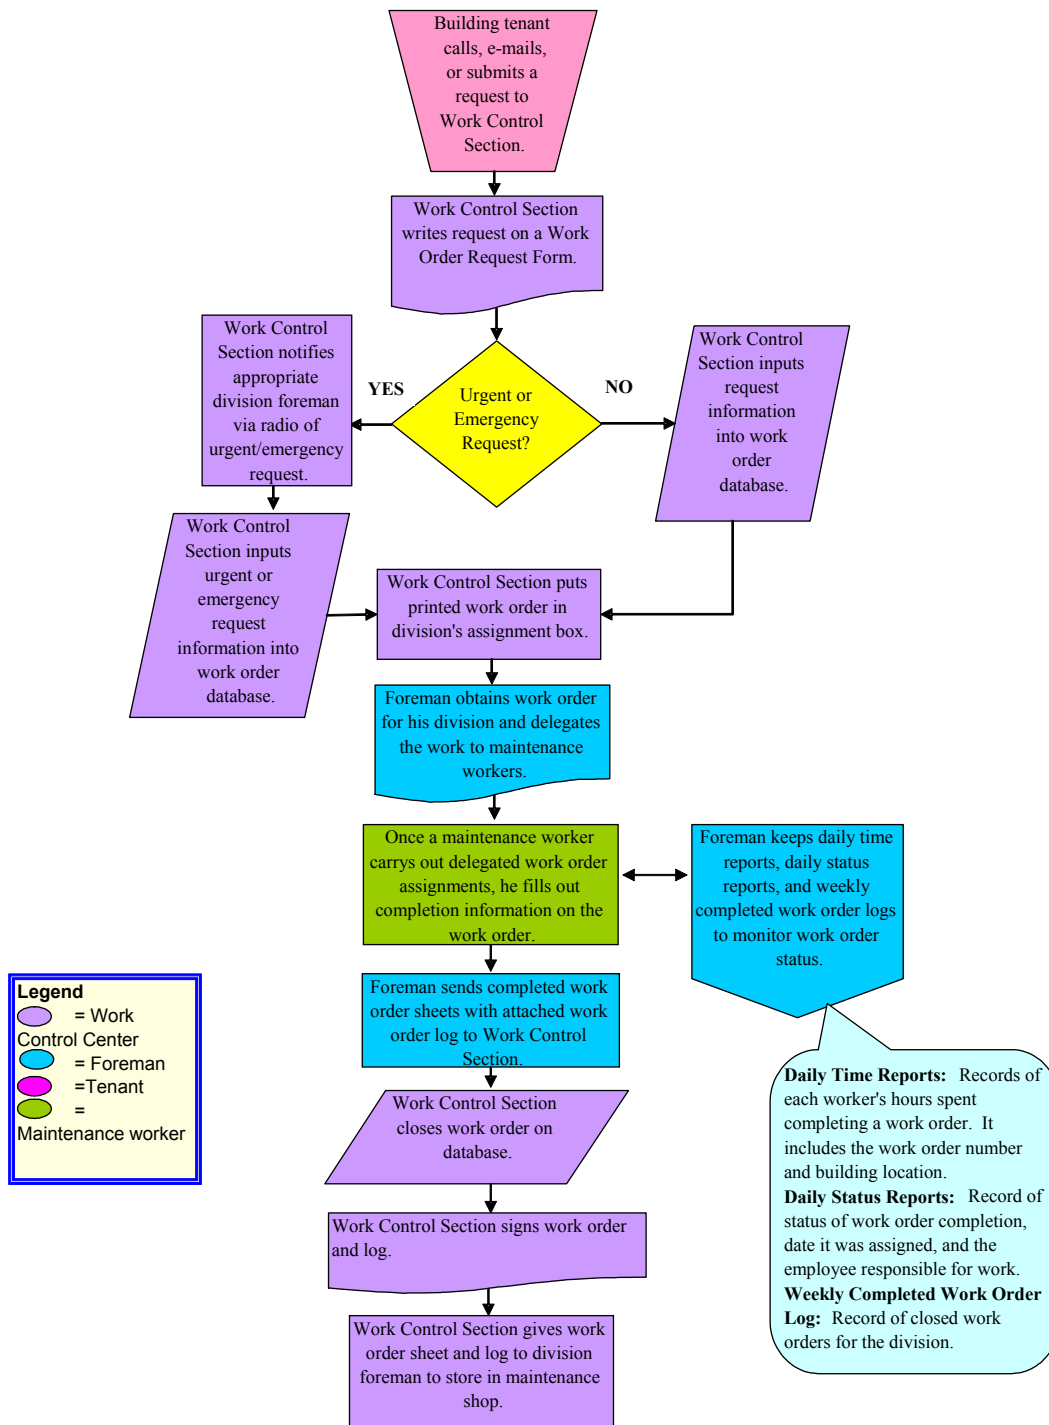 Building tenant
calls, e-mails,
or submits a
request to
Work Control
Section.
Work Control Section
writes request on a Work
Order Request Form.
Work Control
Section notifies
appropriate
division foreman
via radio of
urgent/emergency
request.
YES
Urgent or
Emergency
Request?
NO
Work Control
Section inputs
request
information
into work
order
database.
Work Control
Section inputs
urgent or
emergency
request
information into
work order
database.
Work Control Section puts
printed work order in
division's assignment box.
Foreman obtains work order
for his division and delegates
the work to maintenance
workers.
Once a maintenance worker
carrys out delegated work order
assignments, he fills out
completion information on the
work order.
Foreman keeps daily time
reports, daily status
reports, and weekly
completed work order logs
to monitor work order
status.
Foreman sends completed work
order sheets with attached work
order log to Work Control
Section.
Legend
= Work
Control Center
= Foreman
=Tenant
=
Maintenance worker
Work Control Section
closes work order on
database.
Daily Time Reports: Records of
each worker's hours spent
completing a work order. It
includes the work order number
and building location.
Daily Status Reports: Record of
status of work order completion,
date it was assigned, and the
employee responsible for work.
Weekly Completed Work Order
Log: Record of closed work
orders for the division.
Work Control Section signs work order
and log.
Work Control Section gives work
order sheet and log to division
foreman to store in maintenance
shop.